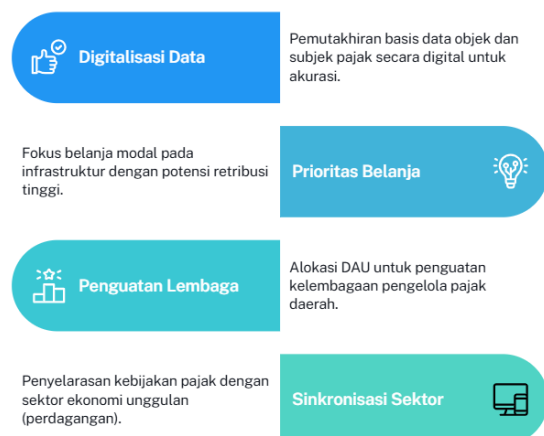 Digitalisasi Data
Pemutakhiran basis data objek dan
subjek pajak secara digital untuk
akurasi.
Fokus belanja modal pada
infrastruktur dengan potensi retribusi
tinggi.
Prioritas Belanja
Penguatan Lembaga
Alokasi DAU untuk penguatan
kelembagaan pengelola pajak
daerah.
Penyelarasan kebijakan pajak dengan
sektor ekonomi unggulan
(perdagangan).
Sinkronisasi Sektor